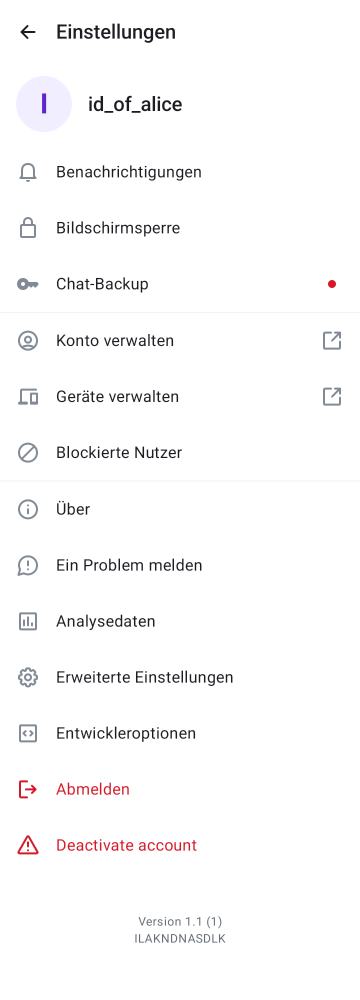 Einstellungen
I
id_of_alice
Benachrichtigungen
Bildschirmsperre
Chat-Backup
Konto verwalten
Geräte verwalten
Blockierte Nutzer
Über
Ein Problem melden
Analysedaten
Erweiterte Einstellungen
Entwickleroptionen
Abmelden
Deactivate account
Version 1.1 (1)
ILAKNDNASDLK